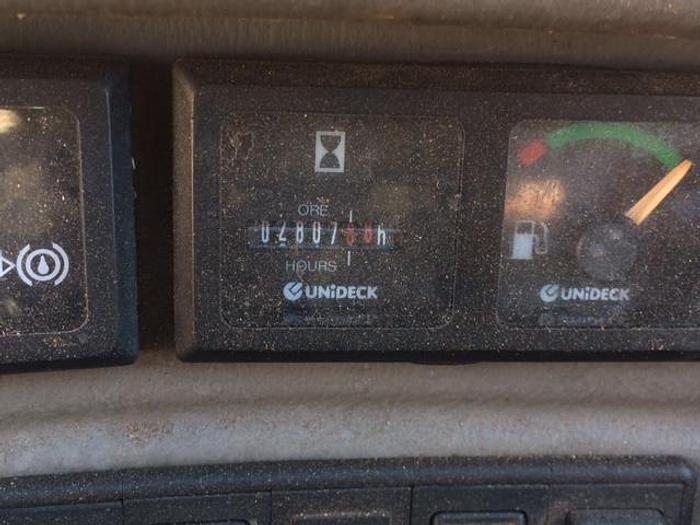 ORE
02807 h
HOURS
UNiDECK
UNiDECK